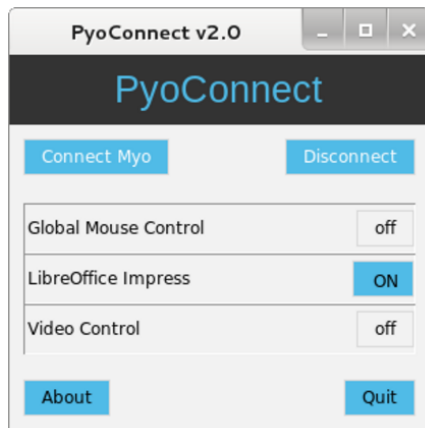 PyoConnect v2.0
PyoConnect
Connect Myo Disconnect
Global Mouse Control off
LibreOffice Impress ON
Video Control off
About Quit